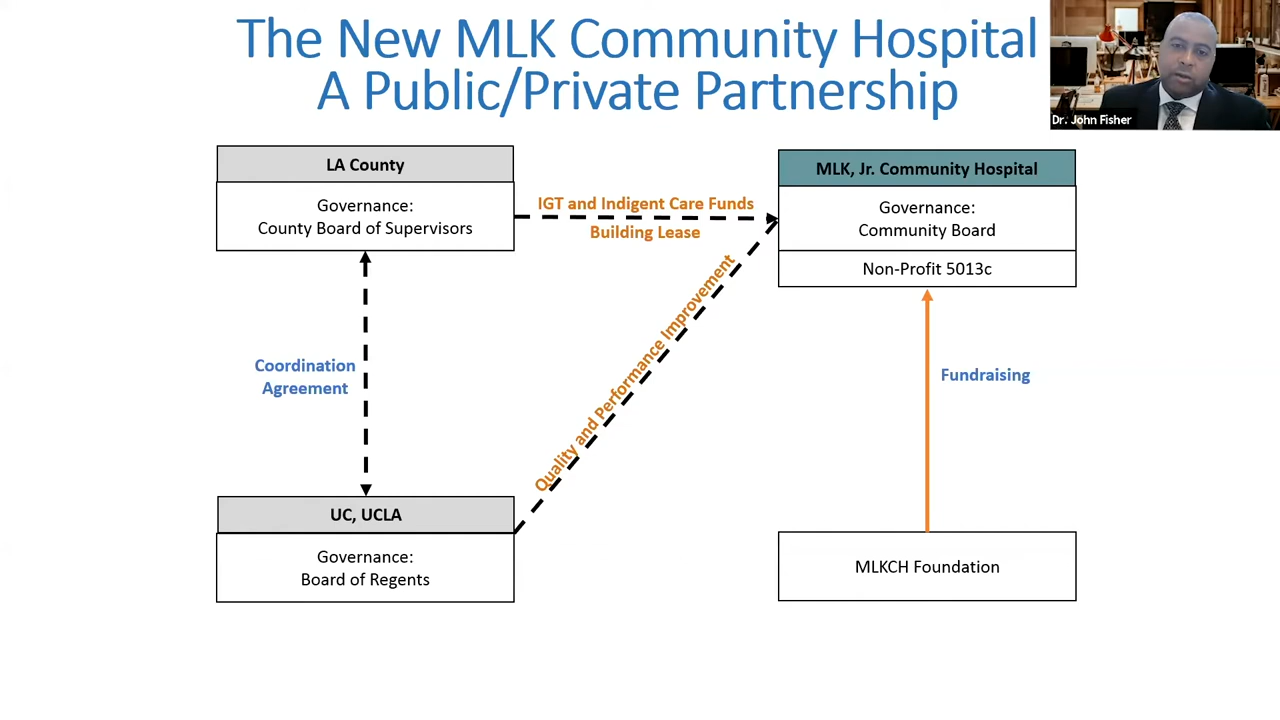 The New MLK Community Hospital
A Public/Private Partnership
Dr. John Fisher
LA County
Governance:
County Board of Supervisors
IGT and Indigent Care Funds
Building Lease
MLK, Jr. Community Hospital
Governance:
Community Board
Non-Profit 5013c
Quality and Performance Improvement
Coordination
Agreement
Fundraising
UC, UCLA
Governance:
Board of Regents
MLKCH Foundation